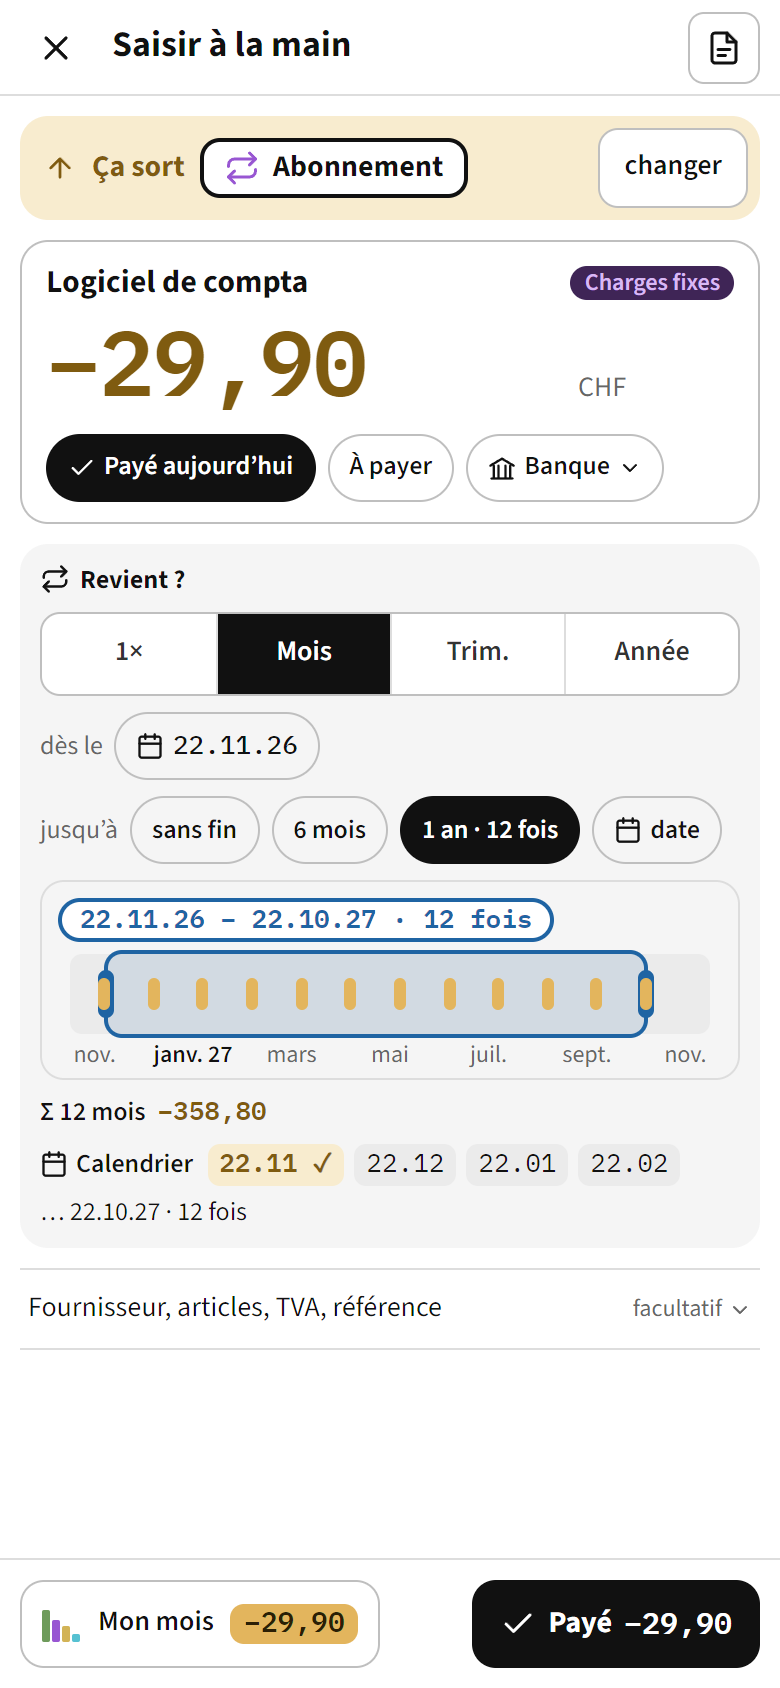 Saisir à la main
Ça sort
Abonnement
changer
Logiciel de compta
Charges fixes
−29,90
CHF
Payé aujourd’hui
À payer
Banque
Revient ?
1×
Mois
Trim.
Année
dès le
22.11.26
jusqu’à
sans fin
6 mois
1 an · 12 fois
date
22.11.26 – 22.10.27 · 12 fois
nov.
janv. 27
mars
mai
juil.
sept.
nov.
Σ 12 mois −358,80
Calendrier
22.11 ✓
22.12
22.01
22.02
… 22.10.27 · 12 fois
Fournisseur, articles, TVA, référence
facultatif
Mon mois
−29,90
Payé −29,90